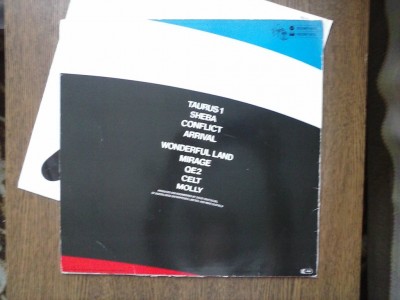 TAURUS 1
SHEBA
CONFLICT
ARRIVAL
WONDERFUL LAND
MIRAGE
QE2
CELT
MOLLY